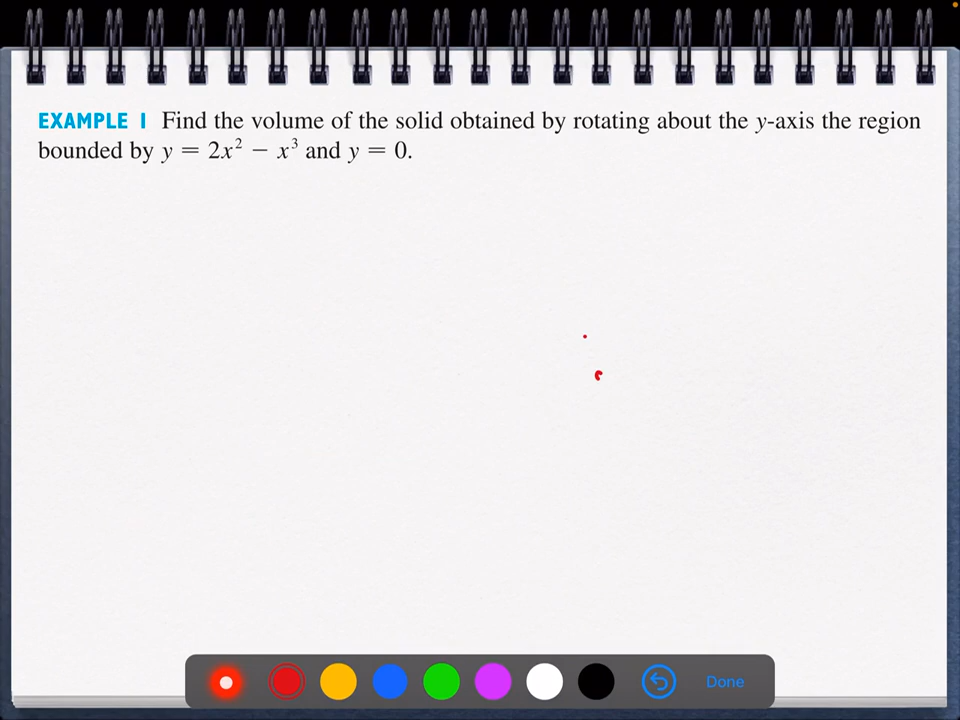 EXAMPLE 1 Find the volume of the solid obtained by rotating about the y-axis the region
bounded by y = 2x² − x³ and y = 0.
Done